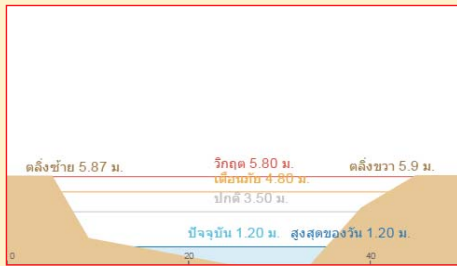 วิกฤต 5.80 ม.
ตลิ่งซ้าย 5.87 ม. ตลิ่งขวา 5.9 ม.
เตือนภัย 4.80 ม.
ปกติ 3.50 ม.
ปัจจุบัน 1.20 ม. สูงสุดของวัน 1.20 ม.
0 20 40